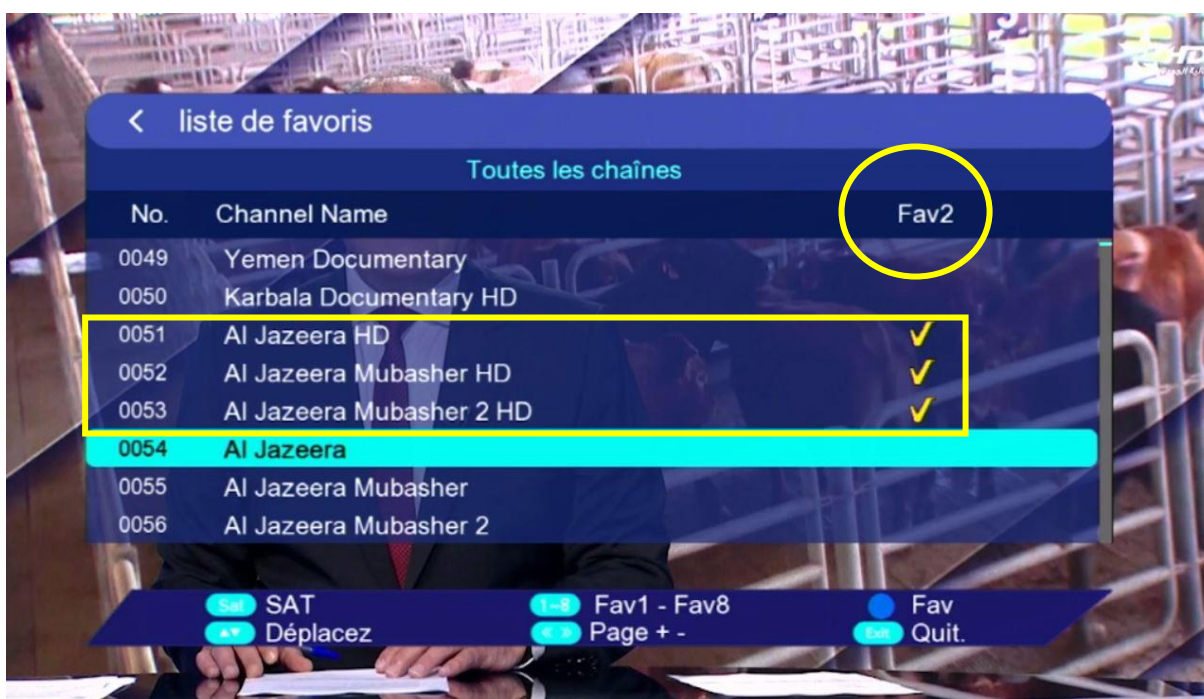 HD
liste de favoris
Toutes les chaînes
No. Channel Name Fav2
0049 Yemen Documentary
0050 Karbala Documentary HD
0051 Al Jazeera HD ✓
0052 Al Jazeera Mubasher HD ✓
0053 Al Jazeera Mubasher 2 HD ✓
0054 Al Jazeera
0055 Al Jazeera Mubasher
0056 Al Jazeera Mubasher 2
Sat SAT 1~8 Fav1 - Fav8 Fav
Déplacez Page + - Exit Quit.